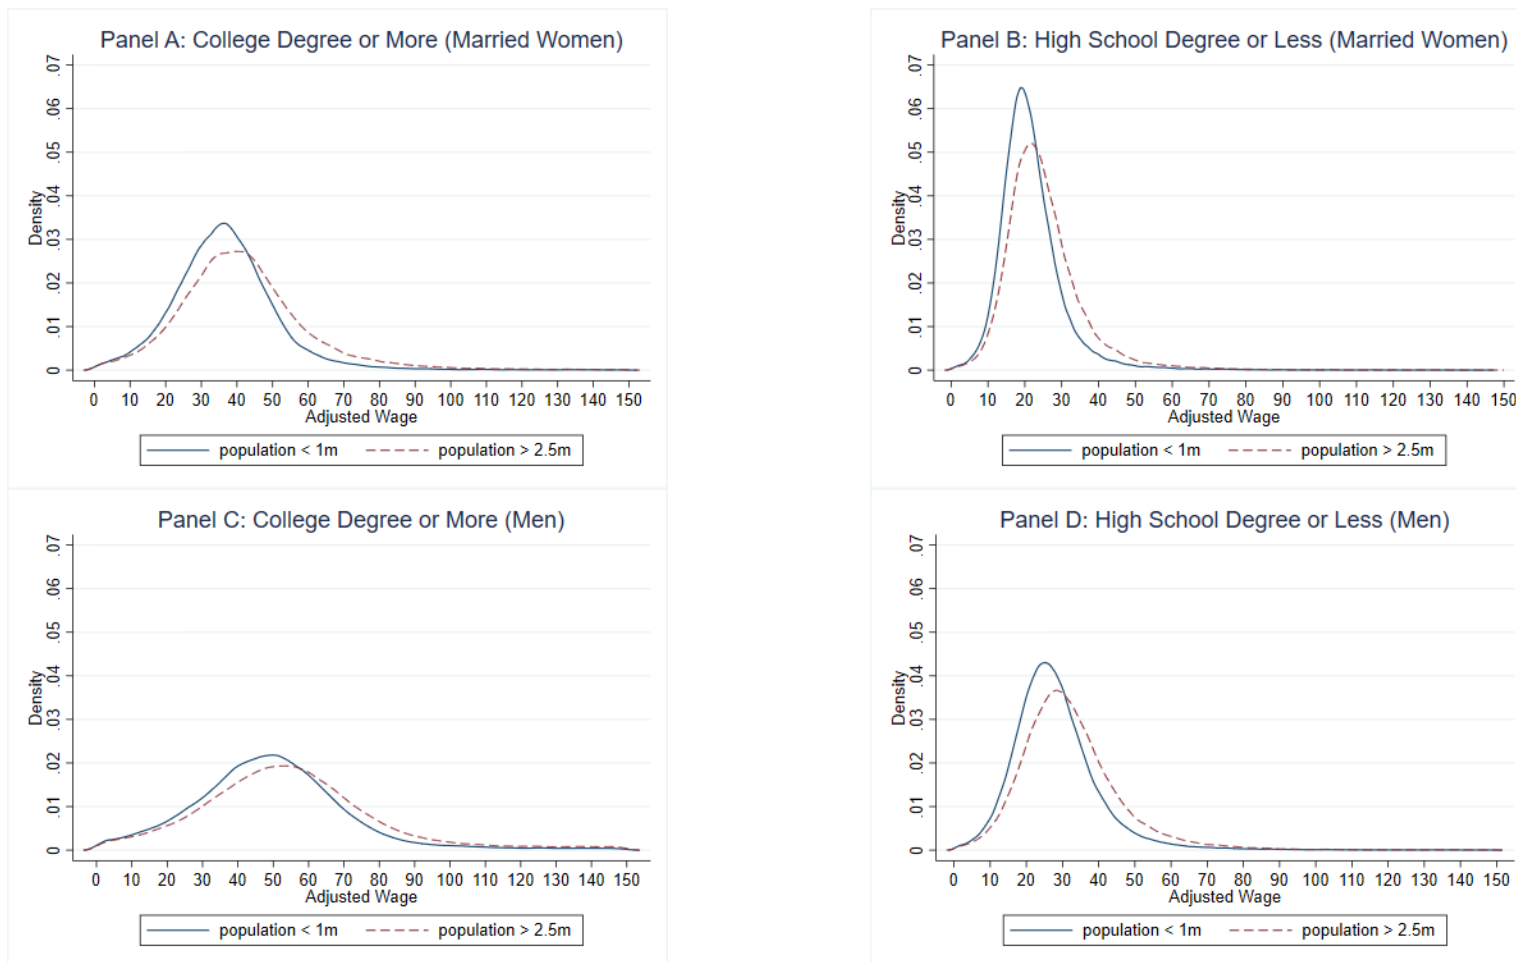 Panel A: College Degree or More (Married Women)
Density
.07
.06
.05
.04
.03
.02
.01
0
0 10 20 30 40 50 60 70 80 90 100 110 120 130 140 150
Adjusted Wage
population < 1m population > 2.5m
Panel B: High School Degree or Less (Married Women)
Density
.07
.06
.05
.04
.03
.02
.01
0
0 10 20 30 40 50 60 70 80 90 100 110 120 130 140 150
Adjusted Wage
population < 1m population > 2.5m
Panel C: College Degree or More (Men)
Density
.07
.06
.05
.04
.03
.02
.01
0
0 10 20 30 40 50 60 70 80 90 100 110 120 130 140 150
Adjusted Wage
population < 1m population > 2.5m
Panel D: High School Degree or Less (Men)
Density
.07
.06
.05
.04
.03
.02
.01
0
0 10 20 30 40 50 60 70 80 90 100 110 120 130 140 150
Adjusted Wage
population < 1m population > 2.5m